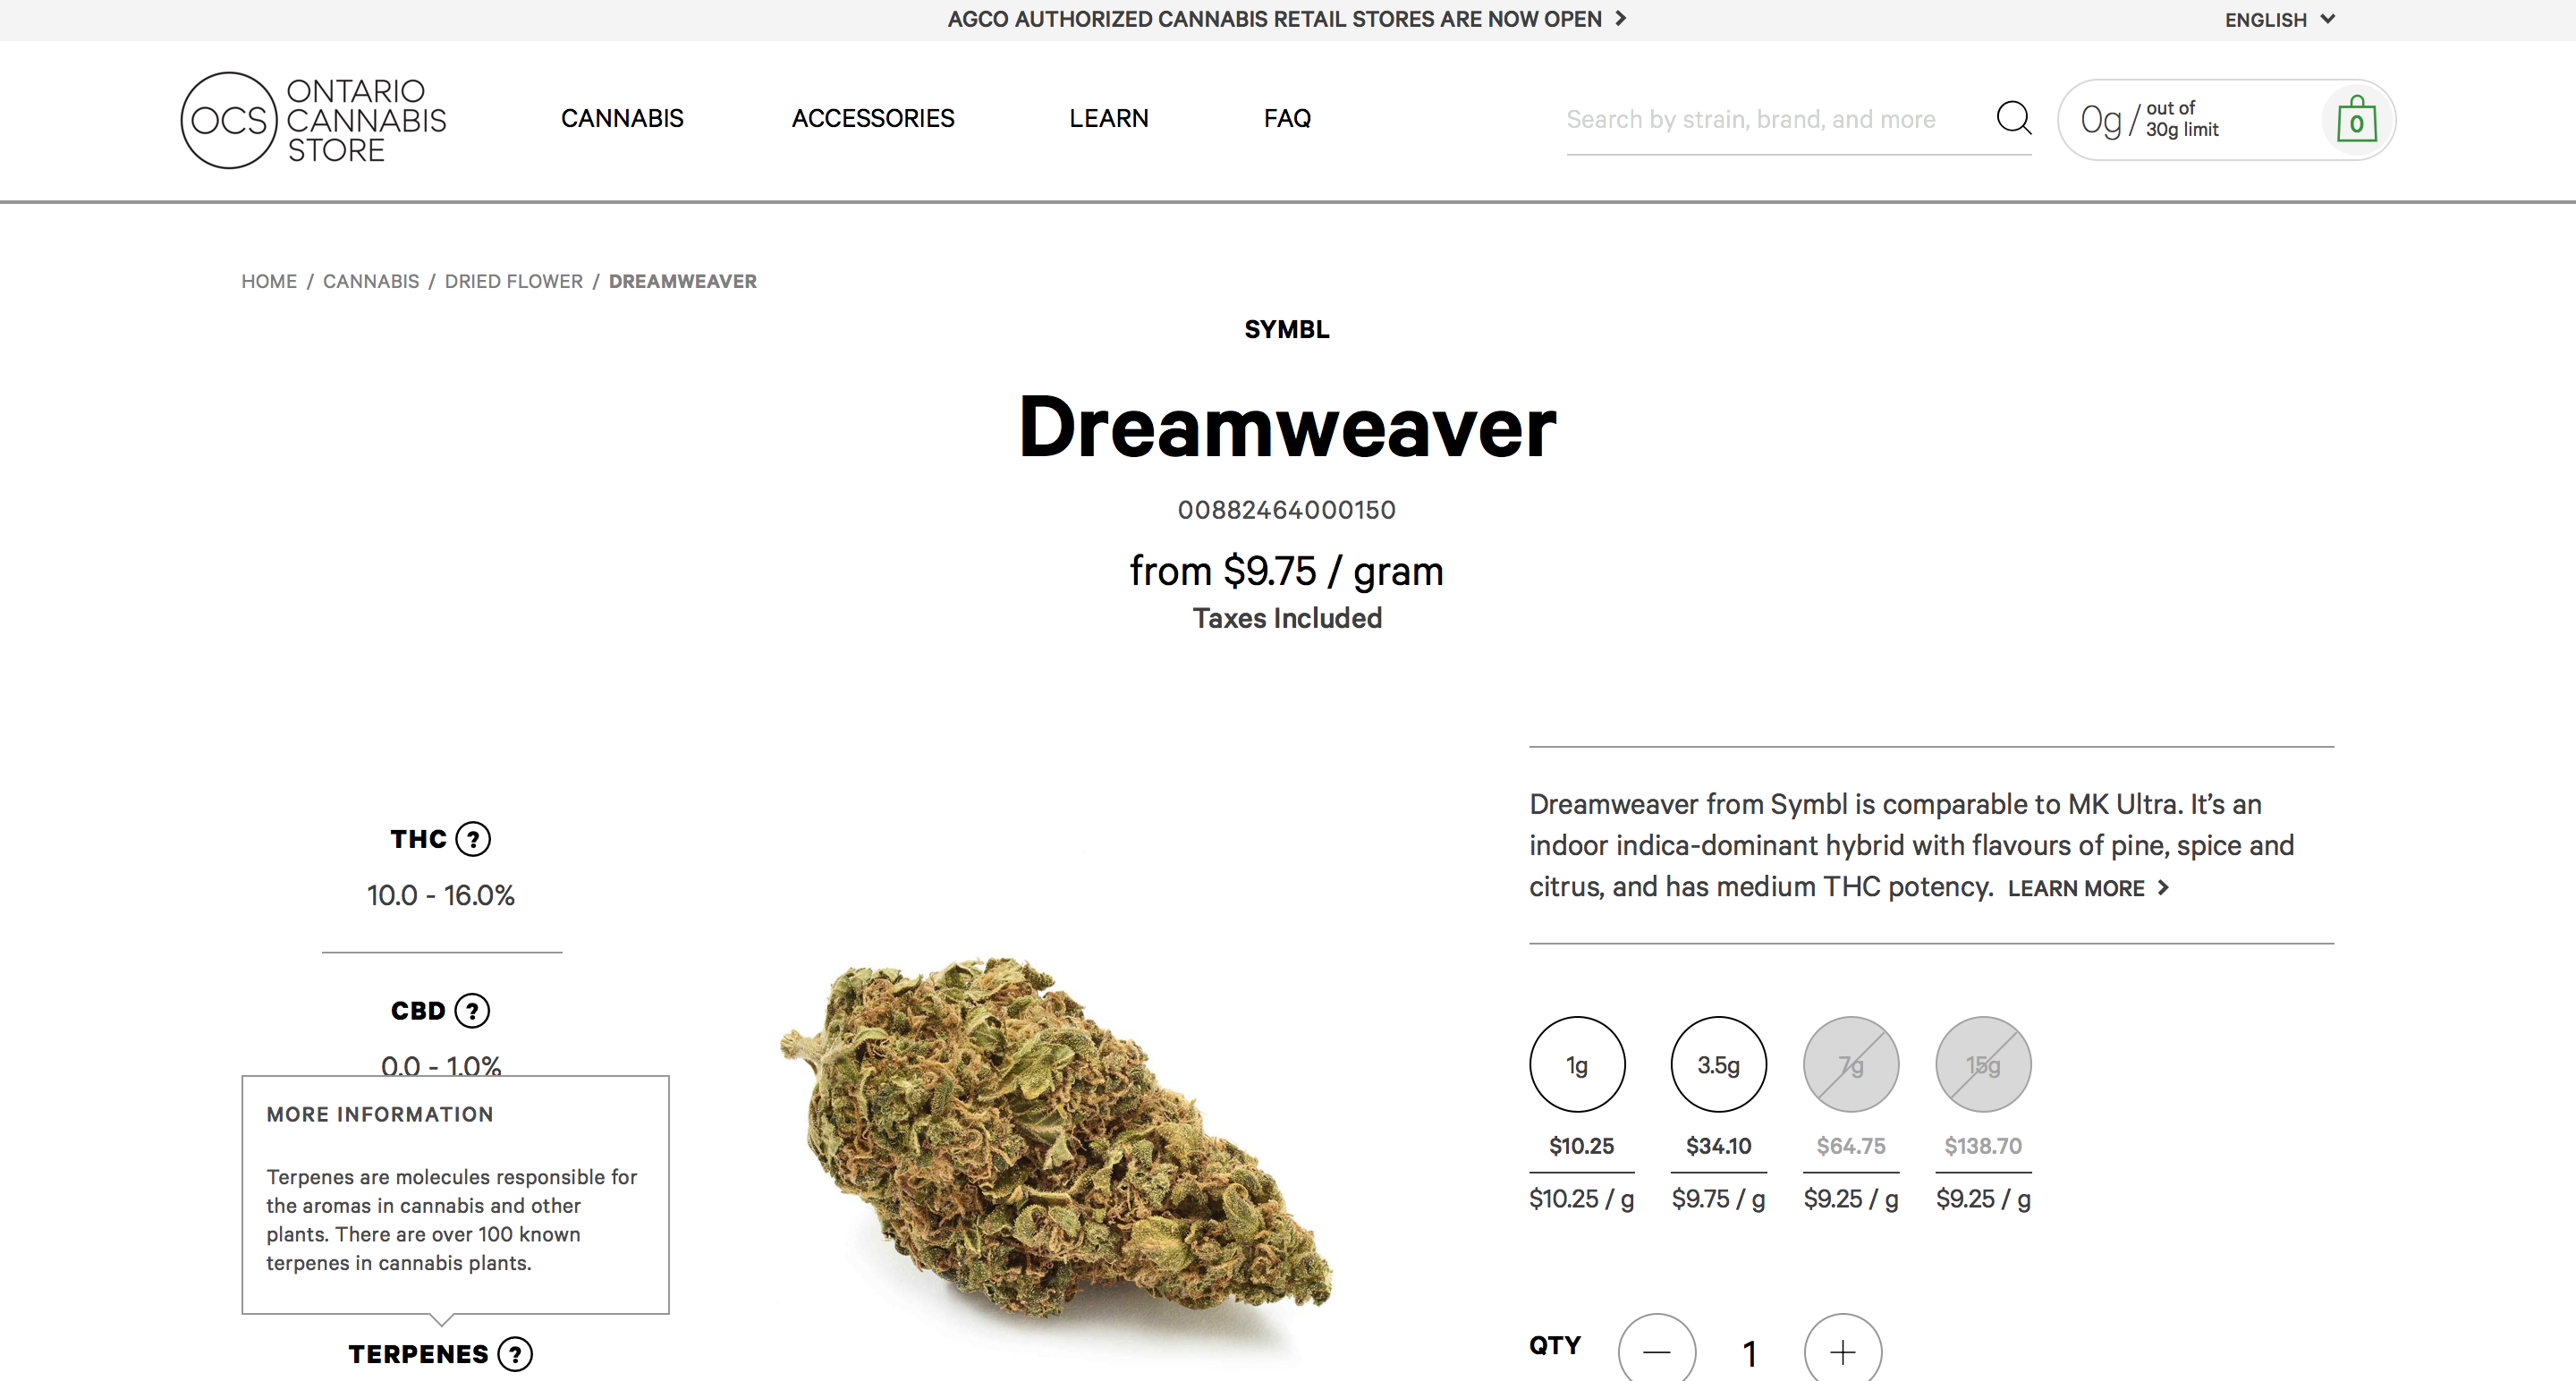 AGCO AUTHORIZED CANNABIS RETAIL STORES ARE NOW OPEN
ENGLISH
OCS
ONTARIO
CANNABIS
STORE
CANNABIS
ACCESSORIES
LEARN
FAQ
Search by strain, brand, and more
0g / out of
30g limit
0
HOME / CANNABIS / DRIED FLOWER / DREAMWEAVER
SYMBL
Dreamweaver
00882464000150
from $9.75 / gram
Taxes Included
THC ?
10.0 - 16.0%
CBD ?
0.0 - 1.0%
MORE INFORMATION
Terpenes are molecules responsible for
the aromas in cannabis and other
plants. There are over 100 known
terpenes in cannabis plants.
TERPENES ?
Dreamweaver from Symbl is comparable to MK Ultra. It’s an
indoor indica-dominant hybrid with flavours of pine, spice and
citrus, and has medium THC potency. LEARN MORE
1g 3.5g 7g 15g
$10.25 $34.10 $64.75 $138.70
$10.25 / g $9.75 / g $9.25 / g $9.25 / g
QTY — 1 +